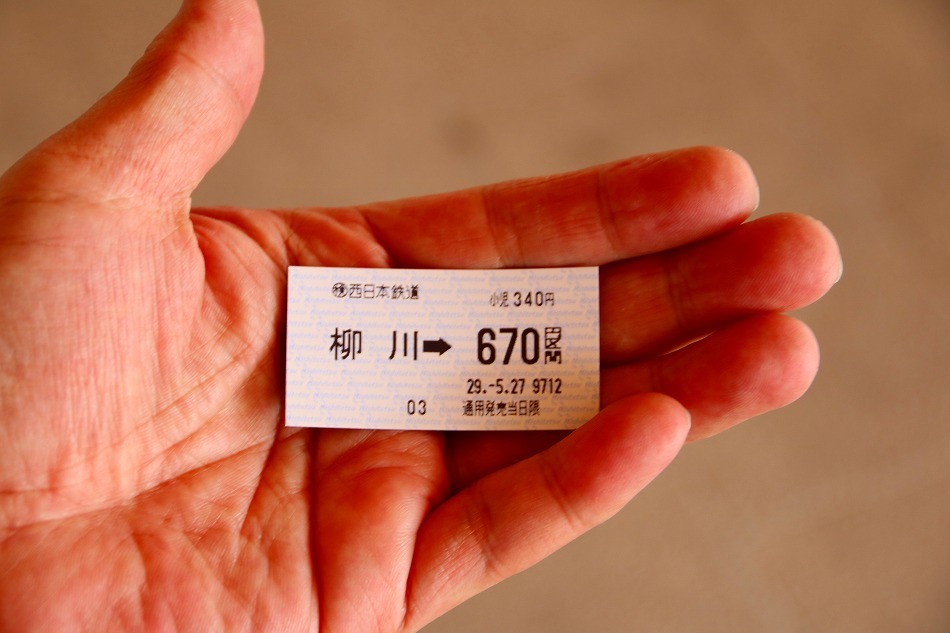 ㊑西日本鉄道 小児340円
柳 川➡670円区間
29.-5.27 9712
03 通用発売当日限